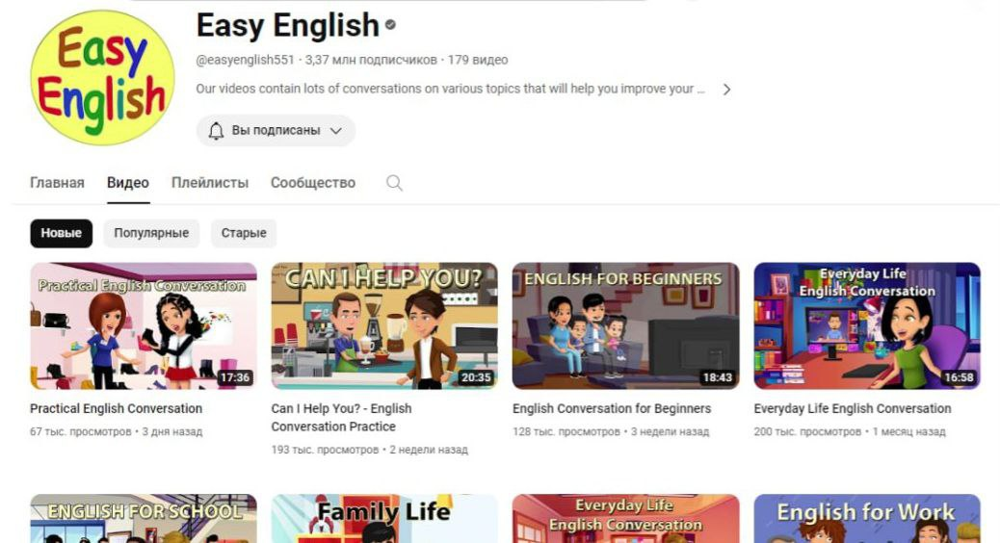 Easy
English
Easy English
@easyenglish551 · 3,37 млн подписчиков · 179 видео
Our videos contain lots of conversations on various topics that will help you improve your ...
Вы подписаны
Главная Видео Плейлисты Сообщество
Новые Популярные Старые
Practical English Conversation
17:36
Practical English Conversation
67 тыс. просмотров • 3 дня назад
CAN I HELP YOU?
20:35
Can I Help You? - English
Conversation Practice
193 тыс. просмотров • 2 недели назад
ENGLISH FOR BEGINNERS
18:43
English Conversation for Beginners
128 тыс. просмотров • 3 недели назад
Everyday Life
English Conversation
16:58
Everyday Life English Conversation
200 тыс. просмотров • 1 месяц назад
ENGLISH FOR SCHOOL
Family Life
Everyday Life
English Conversation
English for Work